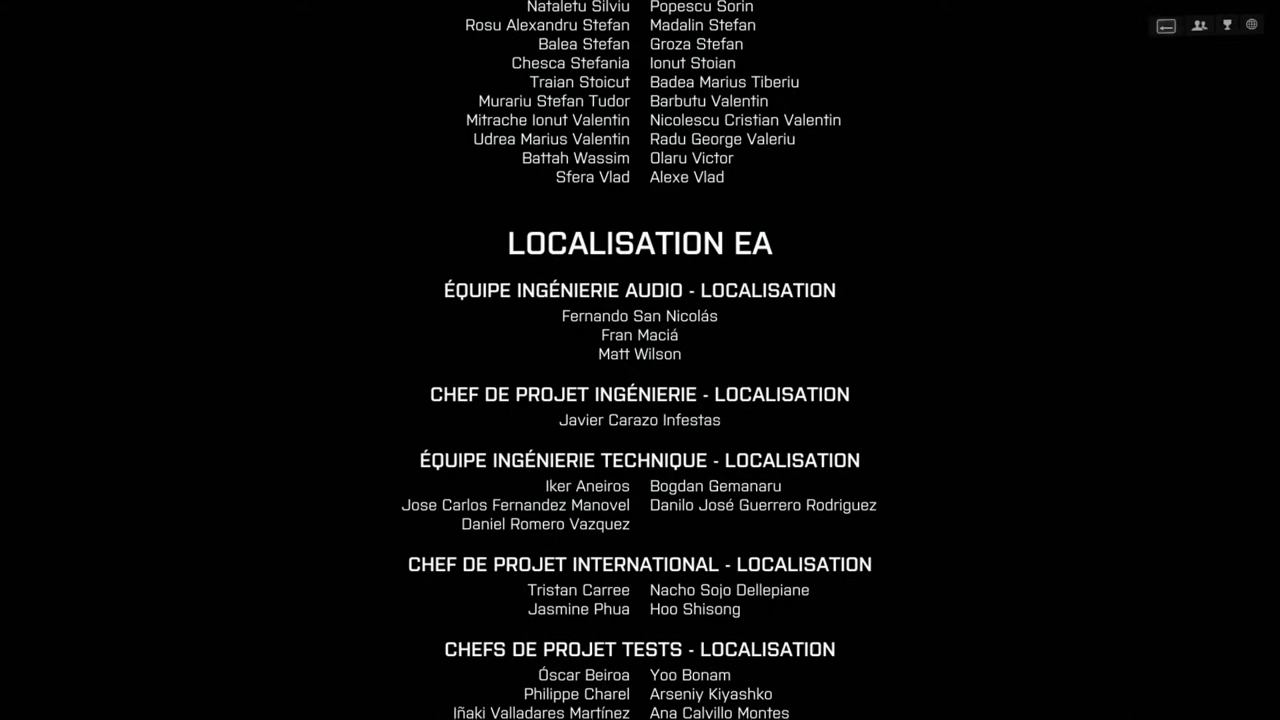 Nataletu Silviu Popescu Sorin
Rosu Alexandru Stefan Madalin Stefan
Balea Stefan Groza Stefan
Chesca Stefania Ionut Stoian
Traian Stoicut Badea Marius Tiberiu
Murariu Stefan Tudor Barbutu Valentin
Mitrache Ionut Valentin Nicolescu Cristian Valentin
Udrea Marius Valentin Radu George Valeriu
Battah Wassim Olaru Victor
Sfera Vlad Alexe Vlad
LOCALISATION EA
ÉQUIPE INGÉNIERIE AUDIO - LOCALISATION
Fernando San Nicolás
Fran Maciá
Matt Wilson
CHEF DE PROJET INGÉNIERIE - LOCALISATION
Javier Carazo Infestas
ÉQUIPE INGÉNIERIE TECHNIQUE - LOCALISATION
Iker Aneiros Bogdan Gemanaru
Jose Carlos Fernandez Manovel Danilo José Guerrero Rodriguez
Daniel Romero Vazquez
CHEF DE PROJET INTERNATIONAL - LOCALISATION
Tristan Carree Nacho Sojo Dellepiane
Jasmine Phua Hoo Shisong
CHEFS DE PROJET TESTS - LOCALISATION
Óscar Beiroa Yoo Bonam
Philippe Charel Arseniy Kiyashko
Iñaki Valladares Martínez Ana Calvillo Montes